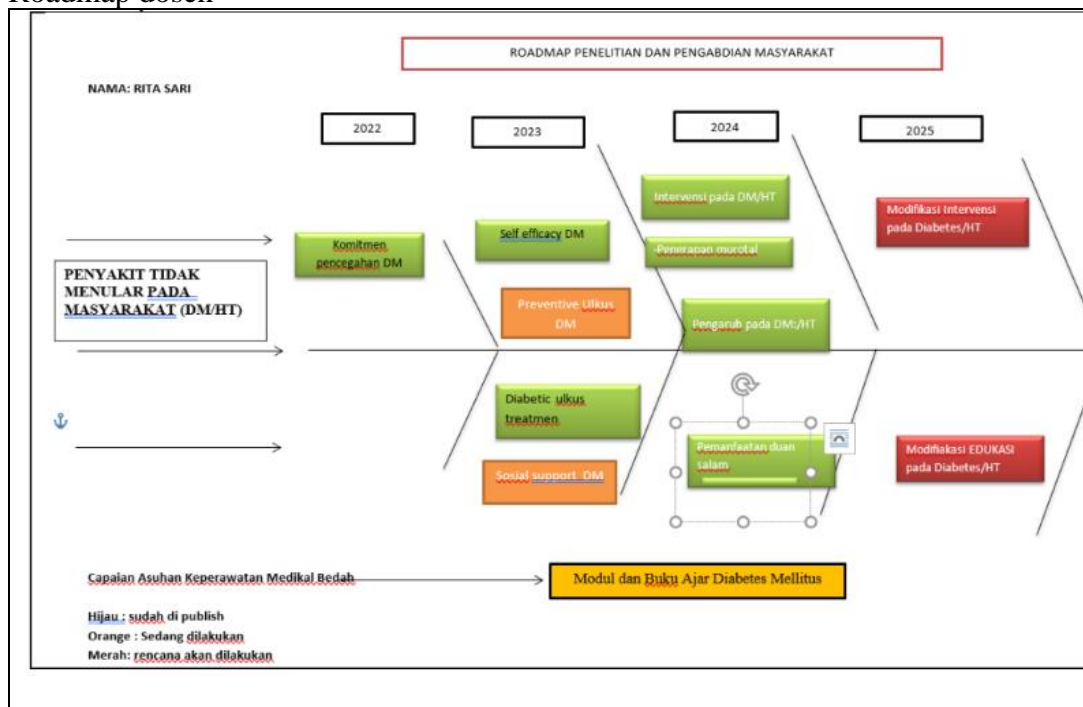 Roadmap dosen
ROADMAP PENELITIAN DAN PENGABDIAN MASYARAKAT
NAMA: RITA SARI
2022
2023
2024
2025
Komitmen
pencegahan DM
Self efficacy DM
Preventive Ulkus
DM
Diabetic ulkus
treatmen
Sosial support DM
Intervensi pada DM/HT
-Penerapan murotal
Pengarub pada DM:/HT
Pemanfaatan duan
salam
Modifikasi Intervensi
pada Diabetes/HT
Modifiakasi EDUKASI
pada Diabetes/HT
PENYAKIT TIDAK
MENULAR PADA
MASYARAKAT (DM/HT)
Capaian Asuhan Keperawatan Medikal Bedah
Modul dan Buku Ajar Diabetes Mellitus
Hijau : sudah di publish
Orange : Sedang dilakukan
Merah: rencana akan dilakukan